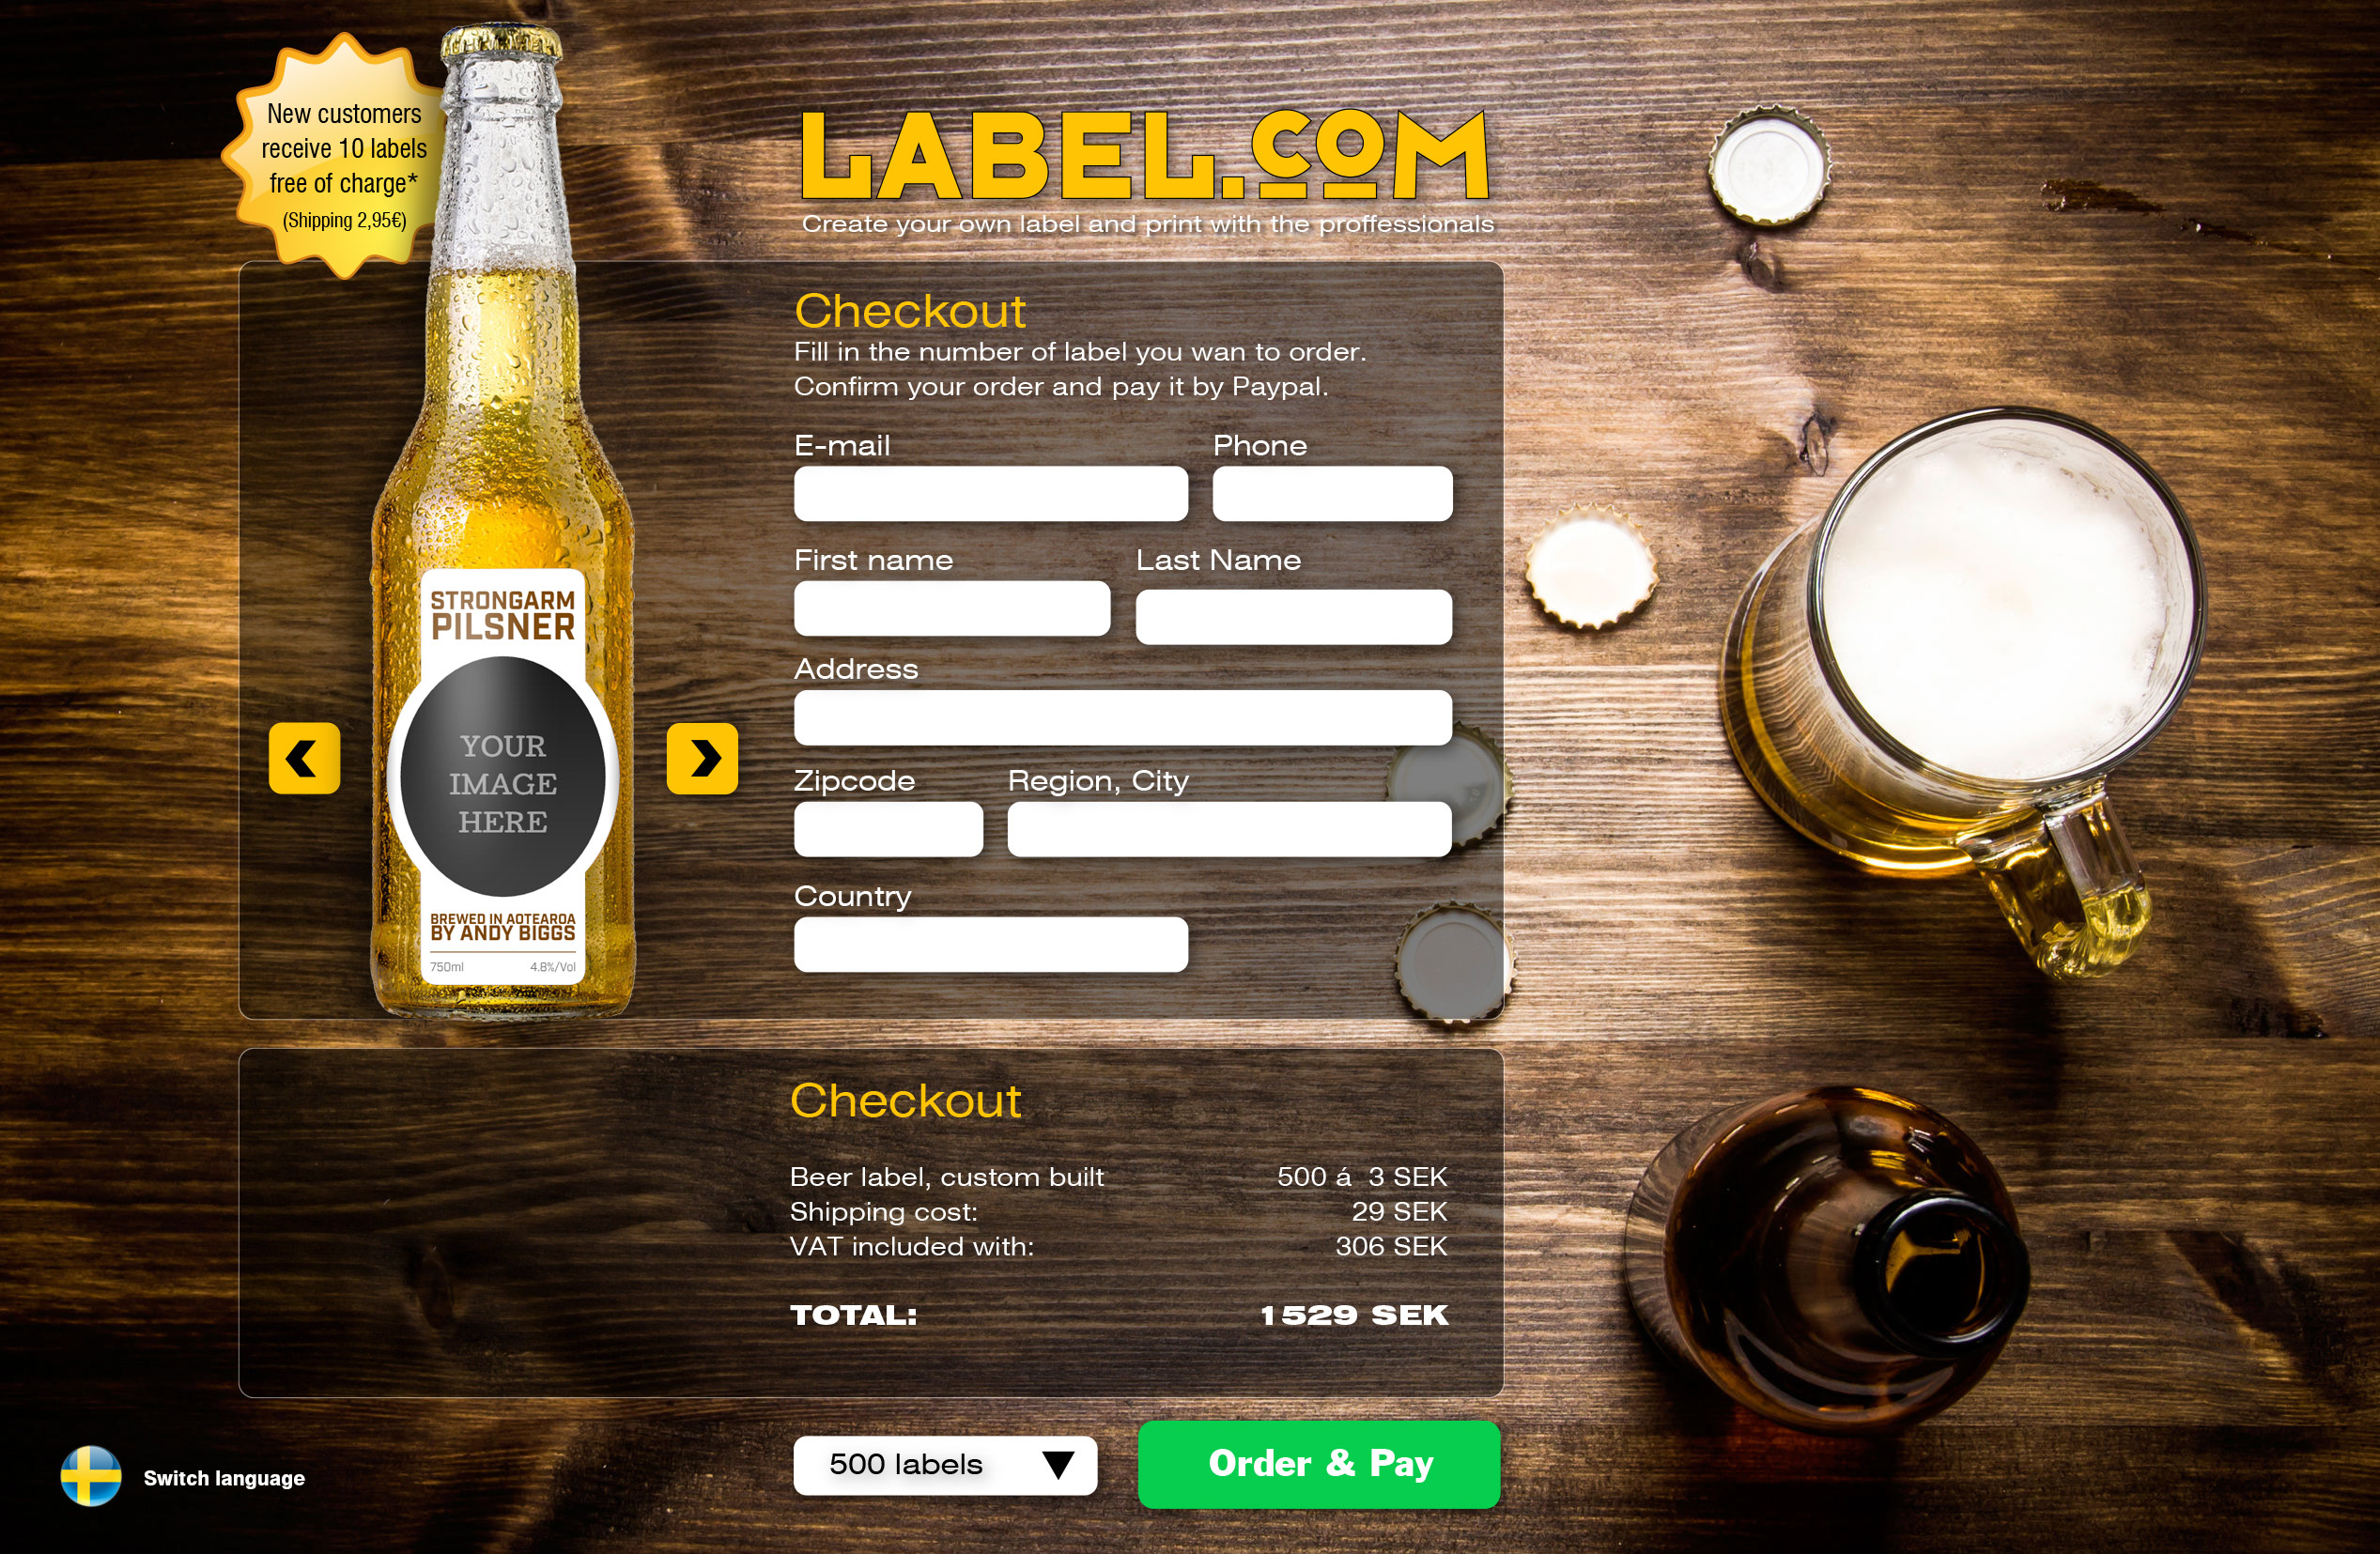 New customers
receive 10 labels
free of charge*
(Shipping 2,95€)
LABEL.COM
Create your own label and print with the proffessionals
Checkout
Fill in the number of label you wan to order.
Confirm your order and pay it by Paypal.
E-mail
Phone
First name
Last Name
Address
Zipcode
Region, City
Country
STRONGARM
PILSNER
YOUR
IMAGE
HERE
BREWED IN AOTEAROA
BY ANDY BIGGS
750ml 4.8%/Vol
Checkout
Beer label, custom built 500 á 3 SEK
Shipping cost: 29 SEK
VAT included with: 306 SEK
TOTAL: 1529 SEK
500 labels
Order & Pay
Switch language